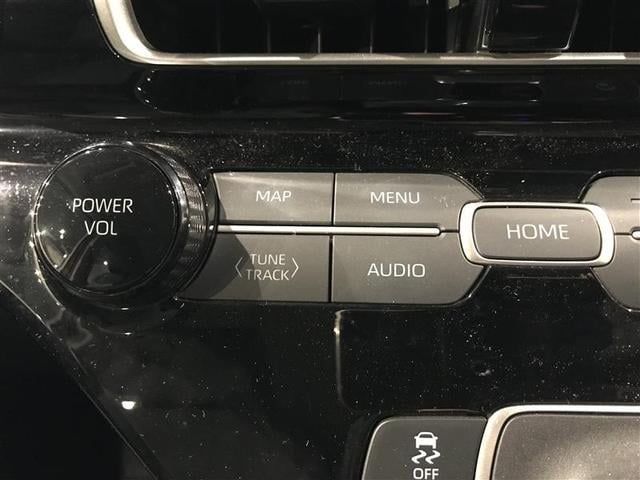 POWER
VOL
MAP
MENU
HOME
〈TUNE
TRACK〉
AUDIO
OFF